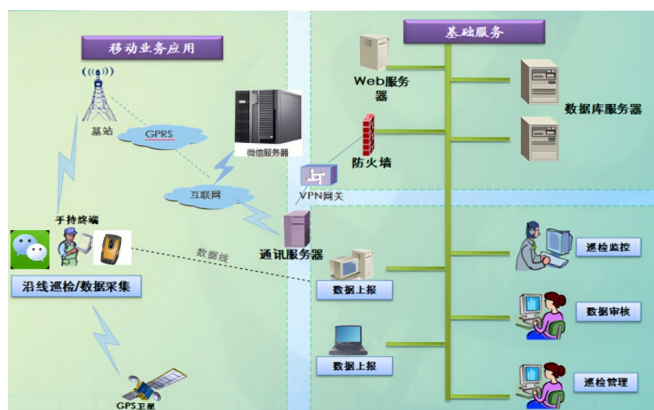 移动业务应用
基础服务
Web服务
器
数据库服务器
基站
GPRS
微信服务器
防火墙
互联网
VPN网关
手持终端
通讯服务器
数据线
巡检监控
沿线巡检/数据采集
数据上报
数据审核
数据上报
巡检管理
GPS卫星